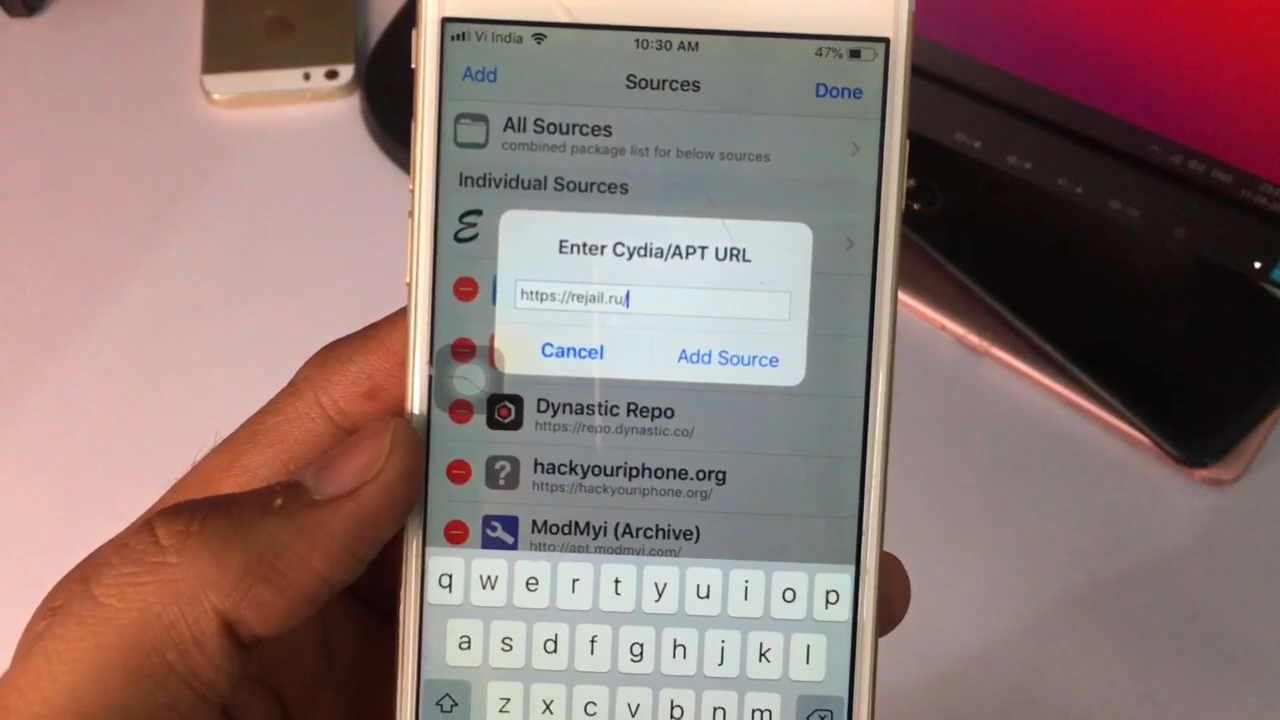 Vi India
10:30 AM
47%
Add
Sources
Done
All Sources
combined package list for below sources
Individual Sources
E
Enter Cydia/APT URL
https://rejail.ru/
Cancel
Add Source
Dynastic Repo
https://repo.dynastic.co/
hackyouriphone.org
https://hackyouriphone.org/
?
ModMyi (Archive)
http://apt.modmyi.com/
q w e r t y u i o p
a s d f g h j k l
z x c v b n m
ENG